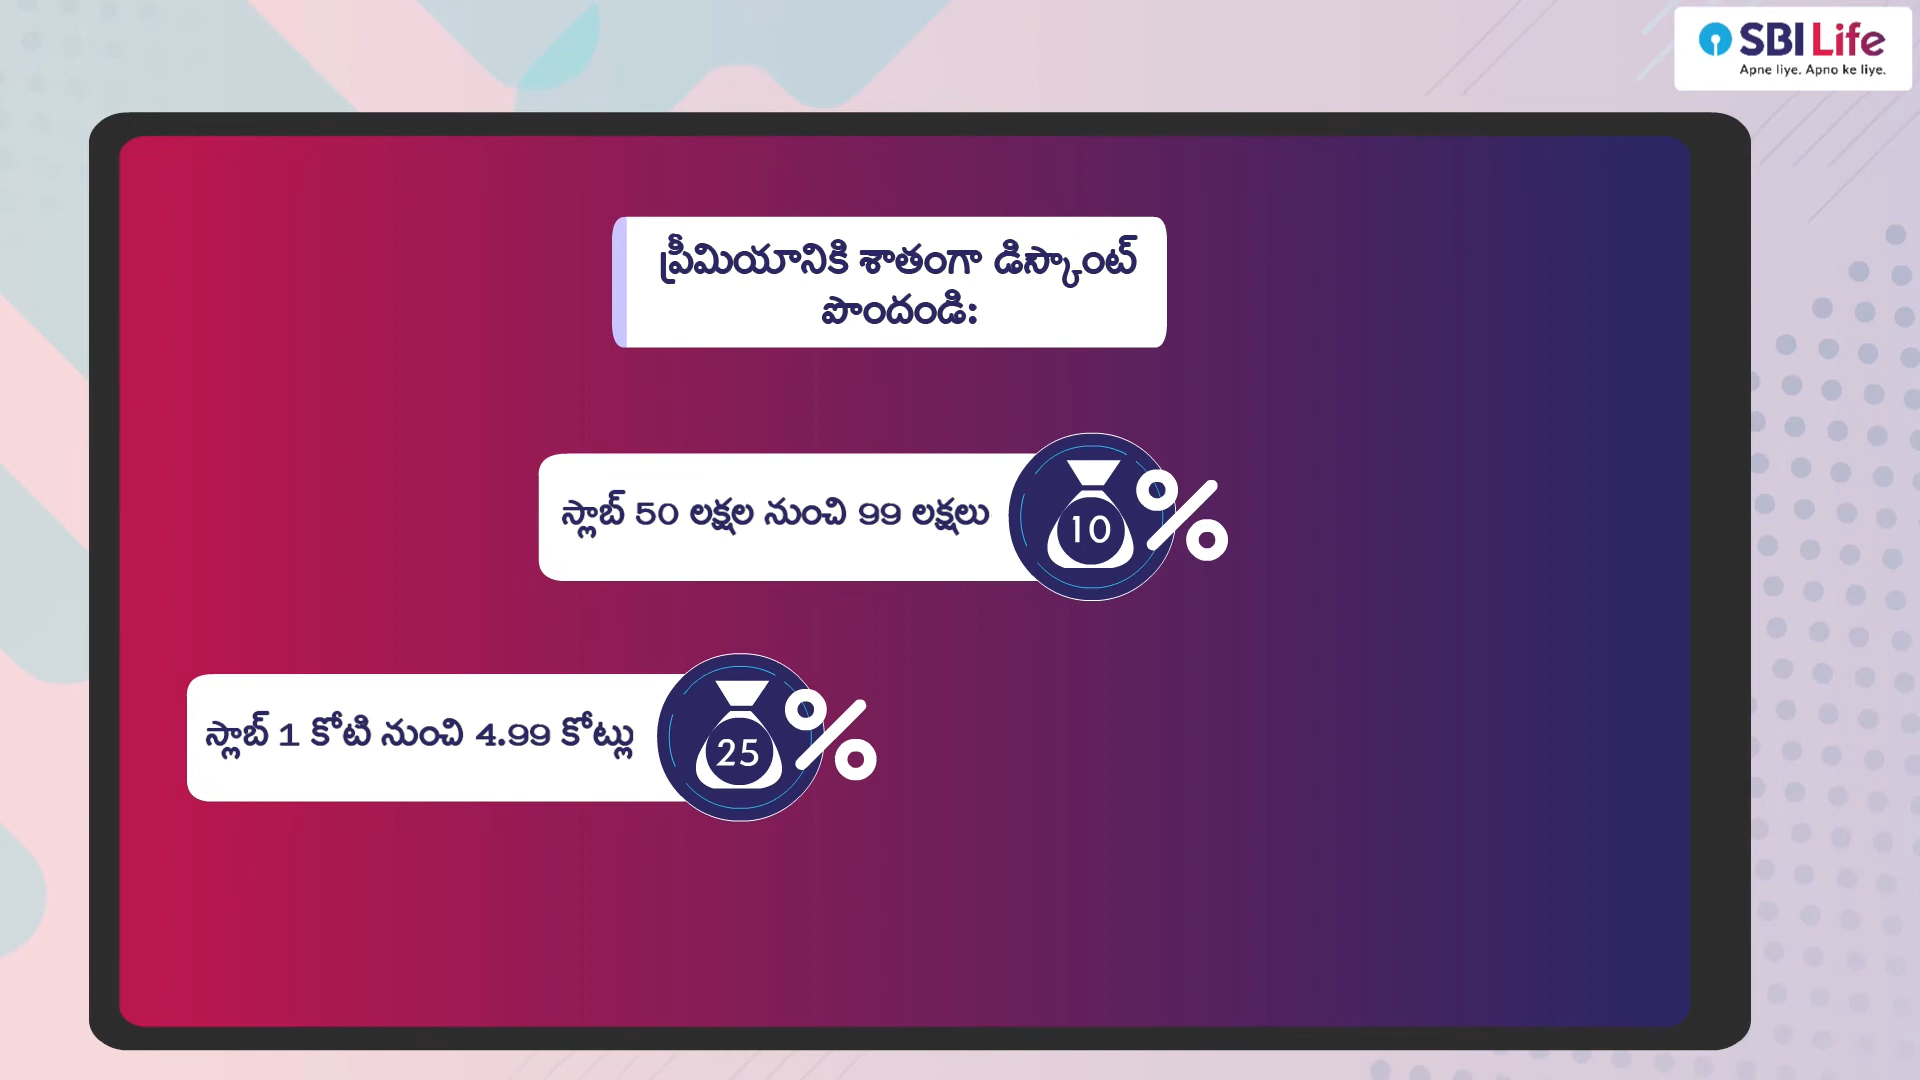 SBI Life
Apne liye. Apno ke liye.
ప్రీమియానికి శాతంగా డిస్కౌంట్
పొందండి:
స్లాబ్ 50 లక్షల నుంచి 99 లక్షలు
10 %
స్లాబ్ 1 కోటి నుంచి 4.99 కోట్లు
25 %